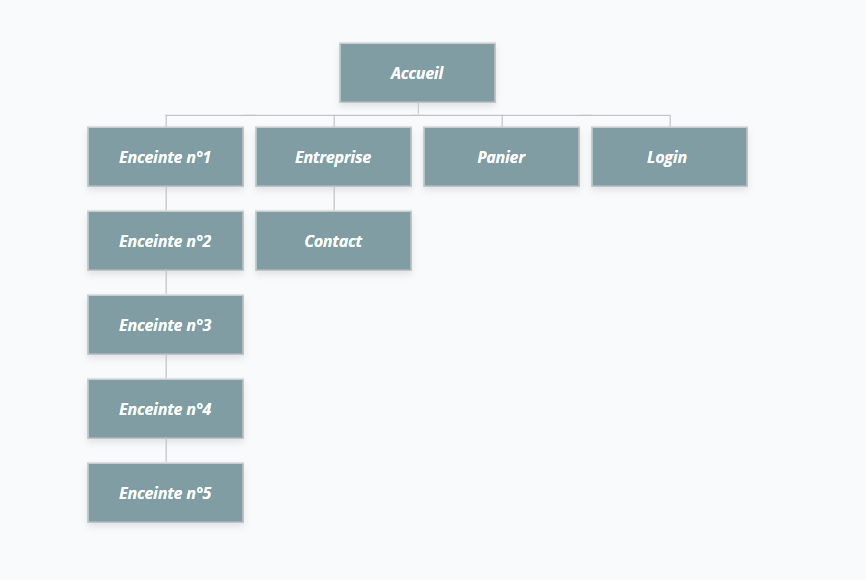 Accueil
Enceinte n°1
Entreprise
Panier
Login
Enceinte n°2
Contact
Enceinte n°3
Enceinte n°4
Enceinte n°5